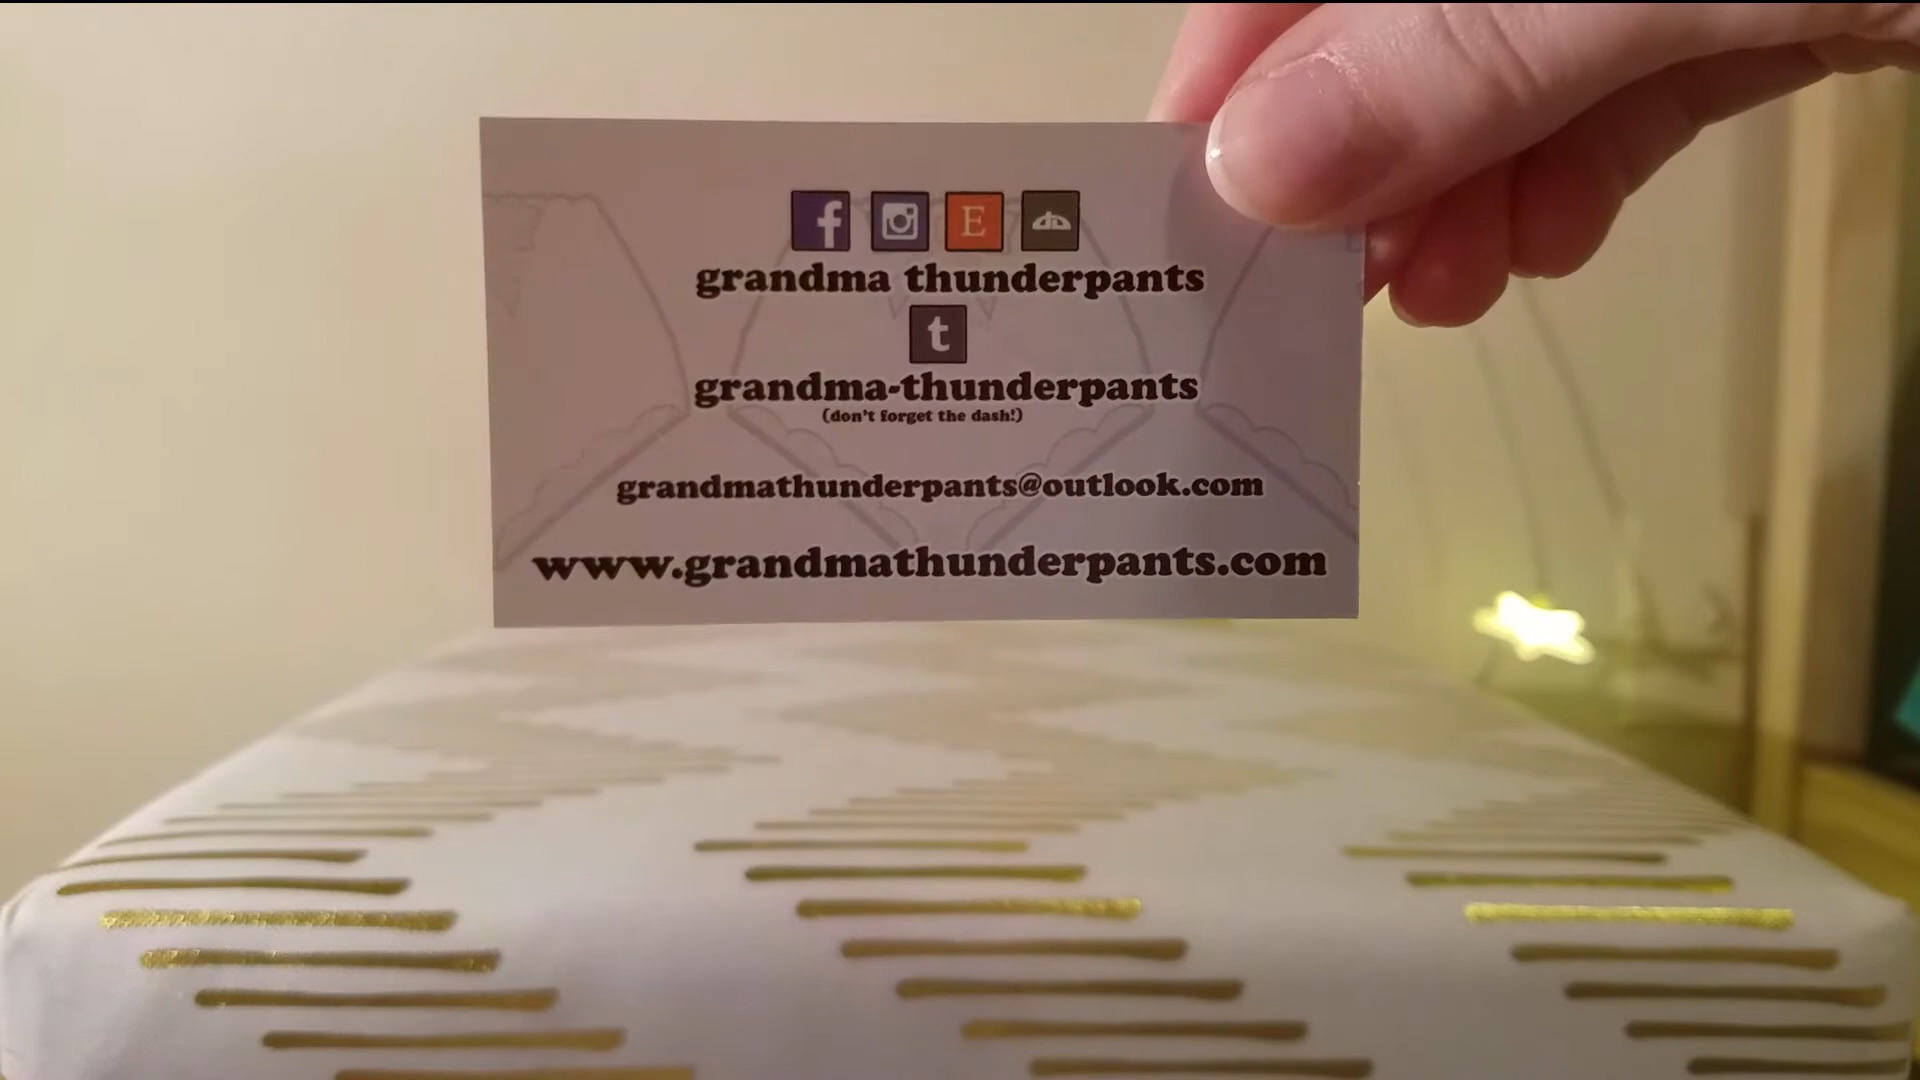 f E
grandma thunderpants
t
grandma-thunderpants
(don't forget the dash!)
grandmathunderpants@outlook.com
www.grandmathunderpants.com